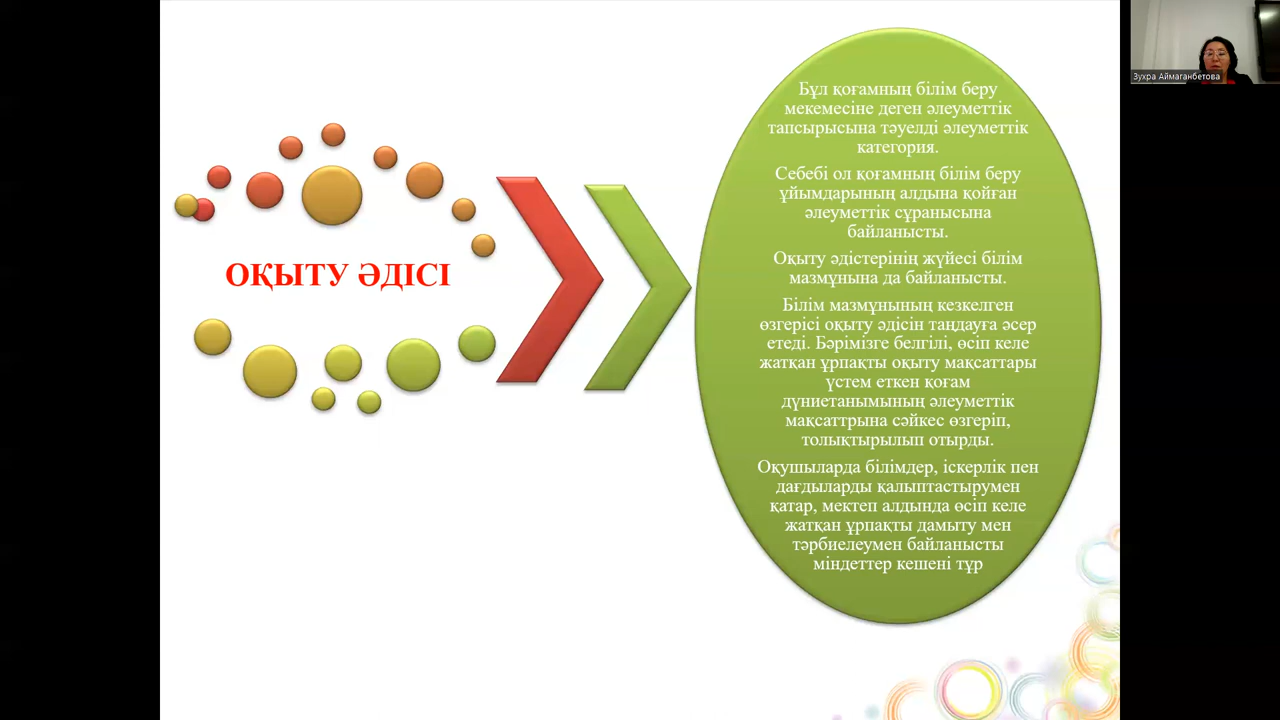 ОҚЫТУ ӘДІСІ
Бұл қоғамның білім беру
мекемесіне деген әлеуметтік
тапсырысына тәуелді әлеуметтік
категория.
Себебі ол қоғамның білім беру
ұйымдарының алдына қойған
әлеуметтік сұранысына
байланысты.
Оқыту әдістерінің жүйесі білім
мазмұнына да байланысты.
Білім мазмұнының кезкелген
өзгерісі оқыту әдісін таңдауға әсер
етеді. Бәрімізге белгілі, өсіп келе
жатқан ұрпақты оқыту мақсаттары
үстем еткен қоғам
дүниетанымының әлеуметтік
мақсаттрына сәйкес өзгеріп,
толықтырылып отырды.
Оқушыларда білімдер, іскерлік пен
дағдыларды қалыптастырумен
қатар, мектеп алдында өсіп келе
жатқан ұрпақты дамыту мен
тәрбиелеумен байланысты
міндеттер кешені тұр
Зухра Аймаганбетова